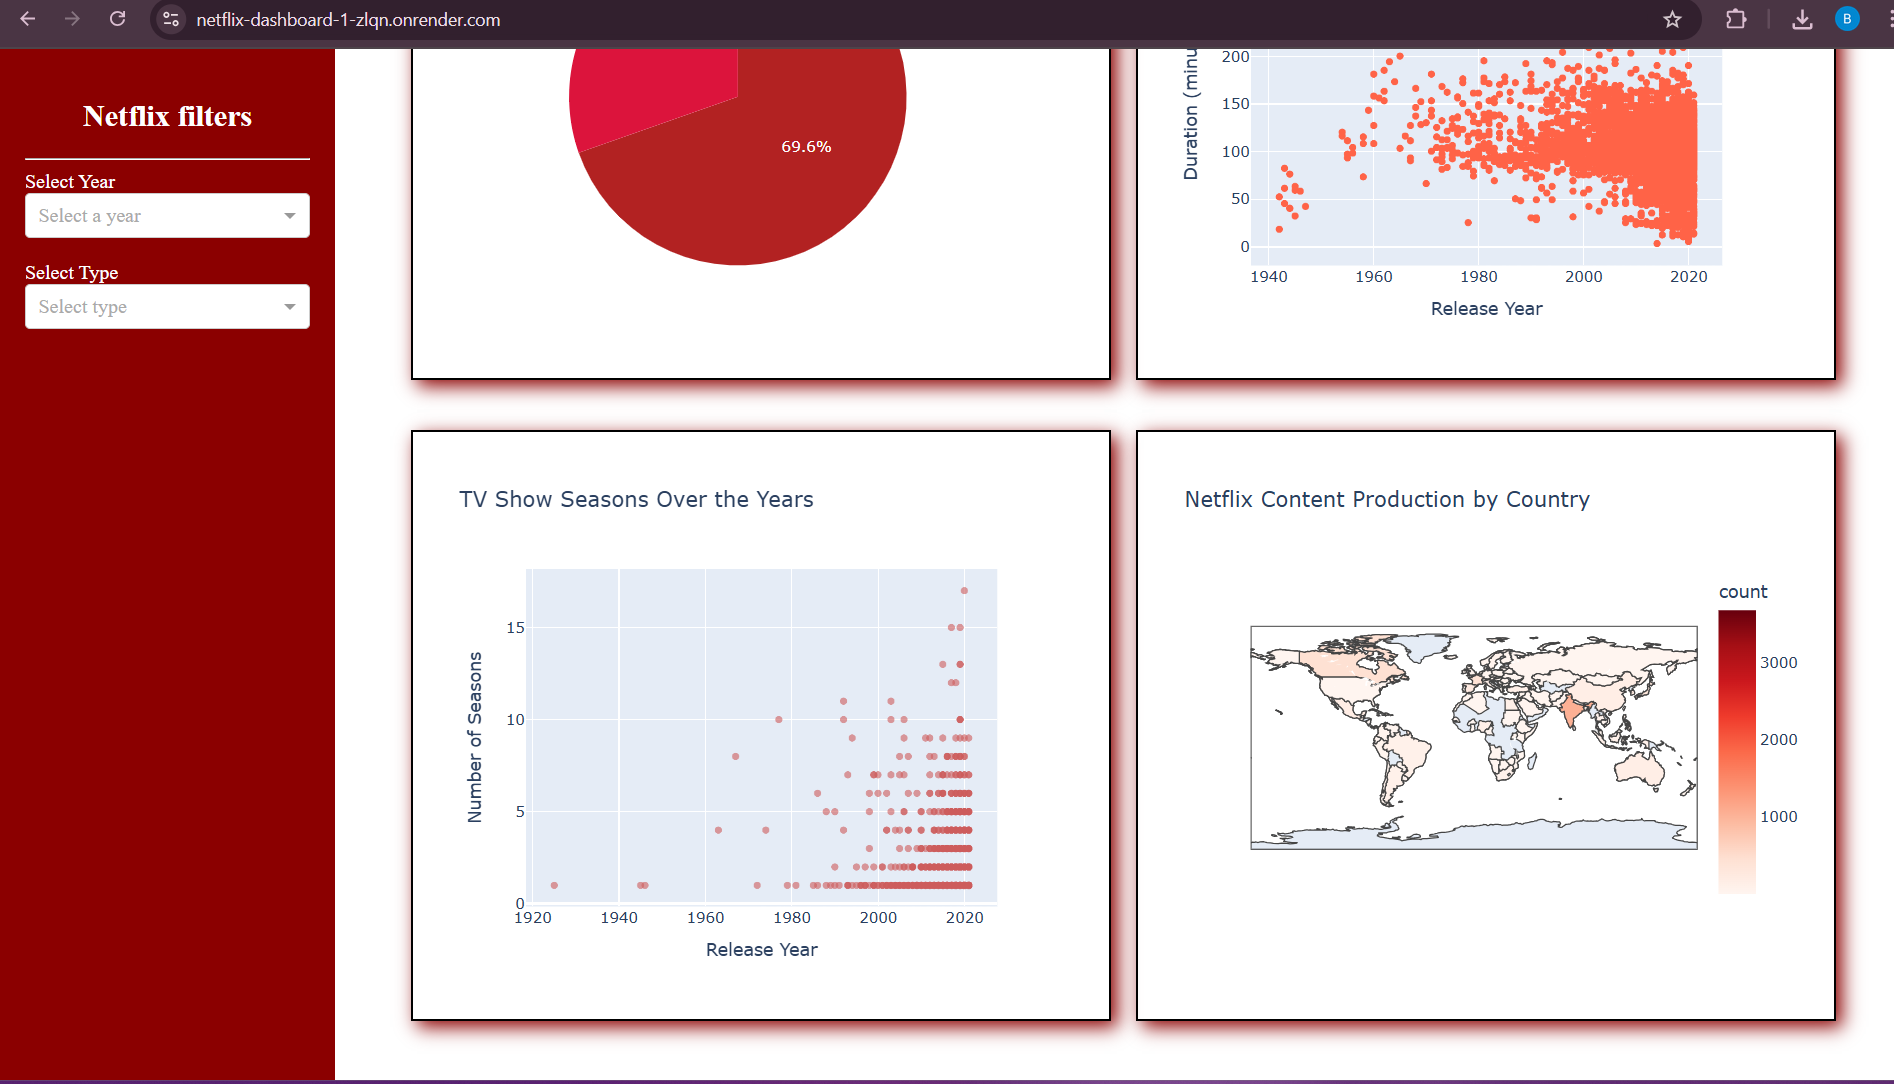 netflix-dashboard-1-zlqn.onrender.com
B
Netflix filters
Select Year
Select a year
Select Type
Select type
69.6%
Duration (minu
200
150
100
50
0
1940 1960 1980 2000 2020
Release Year
TV Show Seasons Over the Years
Number of Seasons
15
10
5
0
1920 1940 1960 1980 2000 2020
Release Year
Netflix Content Production by Country
count
3000
2000
1000